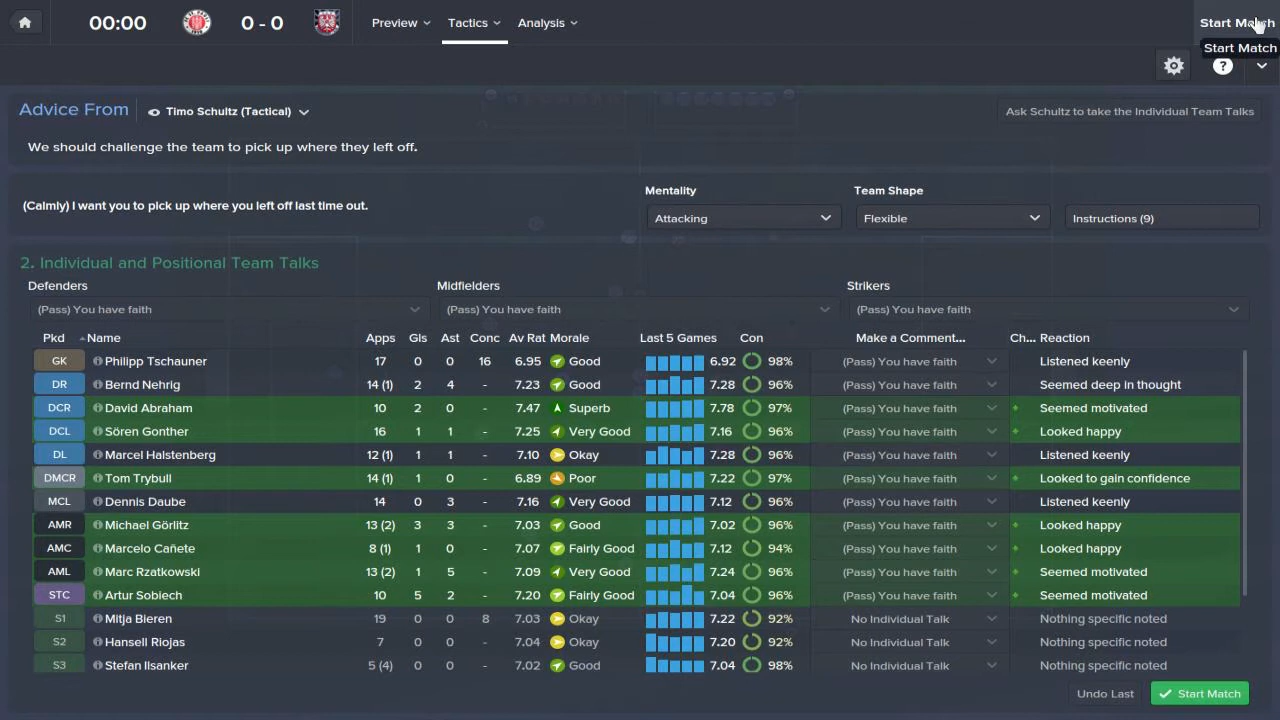 00:00 0 - 0 Preview Tactics Analysis Start Match
Start Match
?
Advice From Timo Schultz (Tactical) Ask Schultz to take the Individual Team Talks
We should challenge the team to pick up where they left off.
Mentality Team Shape
(Calmly) I want you to pick up where you left off last time out. Attacking Flexible Instructions (9)
2. Individual and Positional Team Talks
Defenders Midfielders Strikers
(Pass) You have faith (Pass) You have faith (Pass) You have faith
Pkd Name Apps Gls Ast Conc Av Rat Morale Last 5 Games Con Make a Comment... Ch... Reaction
GK Philipp Tschauner 17 0 0 16 6.95 Good 6.92 98% (Pass) You have faith Listened keenly
DR Bernd Nehrig 14 (1) 2 4 - 7.23 Good 7.28 96% (Pass) You have faith Seemed deep in thought
DCR David Abraham 10 2 0 - 7.47 Superb 7.78 97% (Pass) You have faith Seemed motivated
DCL Sören Gonther 16 1 1 - 7.25 Very Good 7.16 96% (Pass) You have faith Looked happy
DL Marcel Halstenberg 12 (1) 1 1 - 7.10 Okay 7.28 96% (Pass) You have faith Listened keenly
DMCR Tom Trybull 14 (1) 1 0 - 6.89 Poor 7.22 97% (Pass) You have faith Looked to gain confidence
MCL Dennis Daube 14 0 3 - 7.16 Very Good 7.12 96% (Pass) You have faith Listened keenly
AMR Michael Görlitz 13 (2) 3 3 - 7.03 Good 7.02 96% (Pass) You have faith Looked happy
AMC Marcelo Cañete 8 (1) 1 0 - 7.07 Fairly Good 7.12 94% (Pass) You have faith Looked happy
AML Marc Rzatkowski 13 (2) 1 5 - 7.09 Very Good 7.24 96% (Pass) You have faith Seemed motivated
STC Artur Sobiech 10 5 2 - 7.20 Fairly Good 7.04 96% (Pass) You have faith Seemed motivated
S1 Mitja Bieren 19 0 0 8 7.03 Okay 7.22 92% No Individual Talk Nothing specific noted
S2 Hansell Riojas 7 0 0 - 7.04 Okay 7.20 92% No Individual Talk Nothing specific noted
S3 Stefan Ilsanker 5 (4) 0 0 - 7.02 Good 7.04 98% No Individual Talk Nothing specific noted
Undo Last Start Match